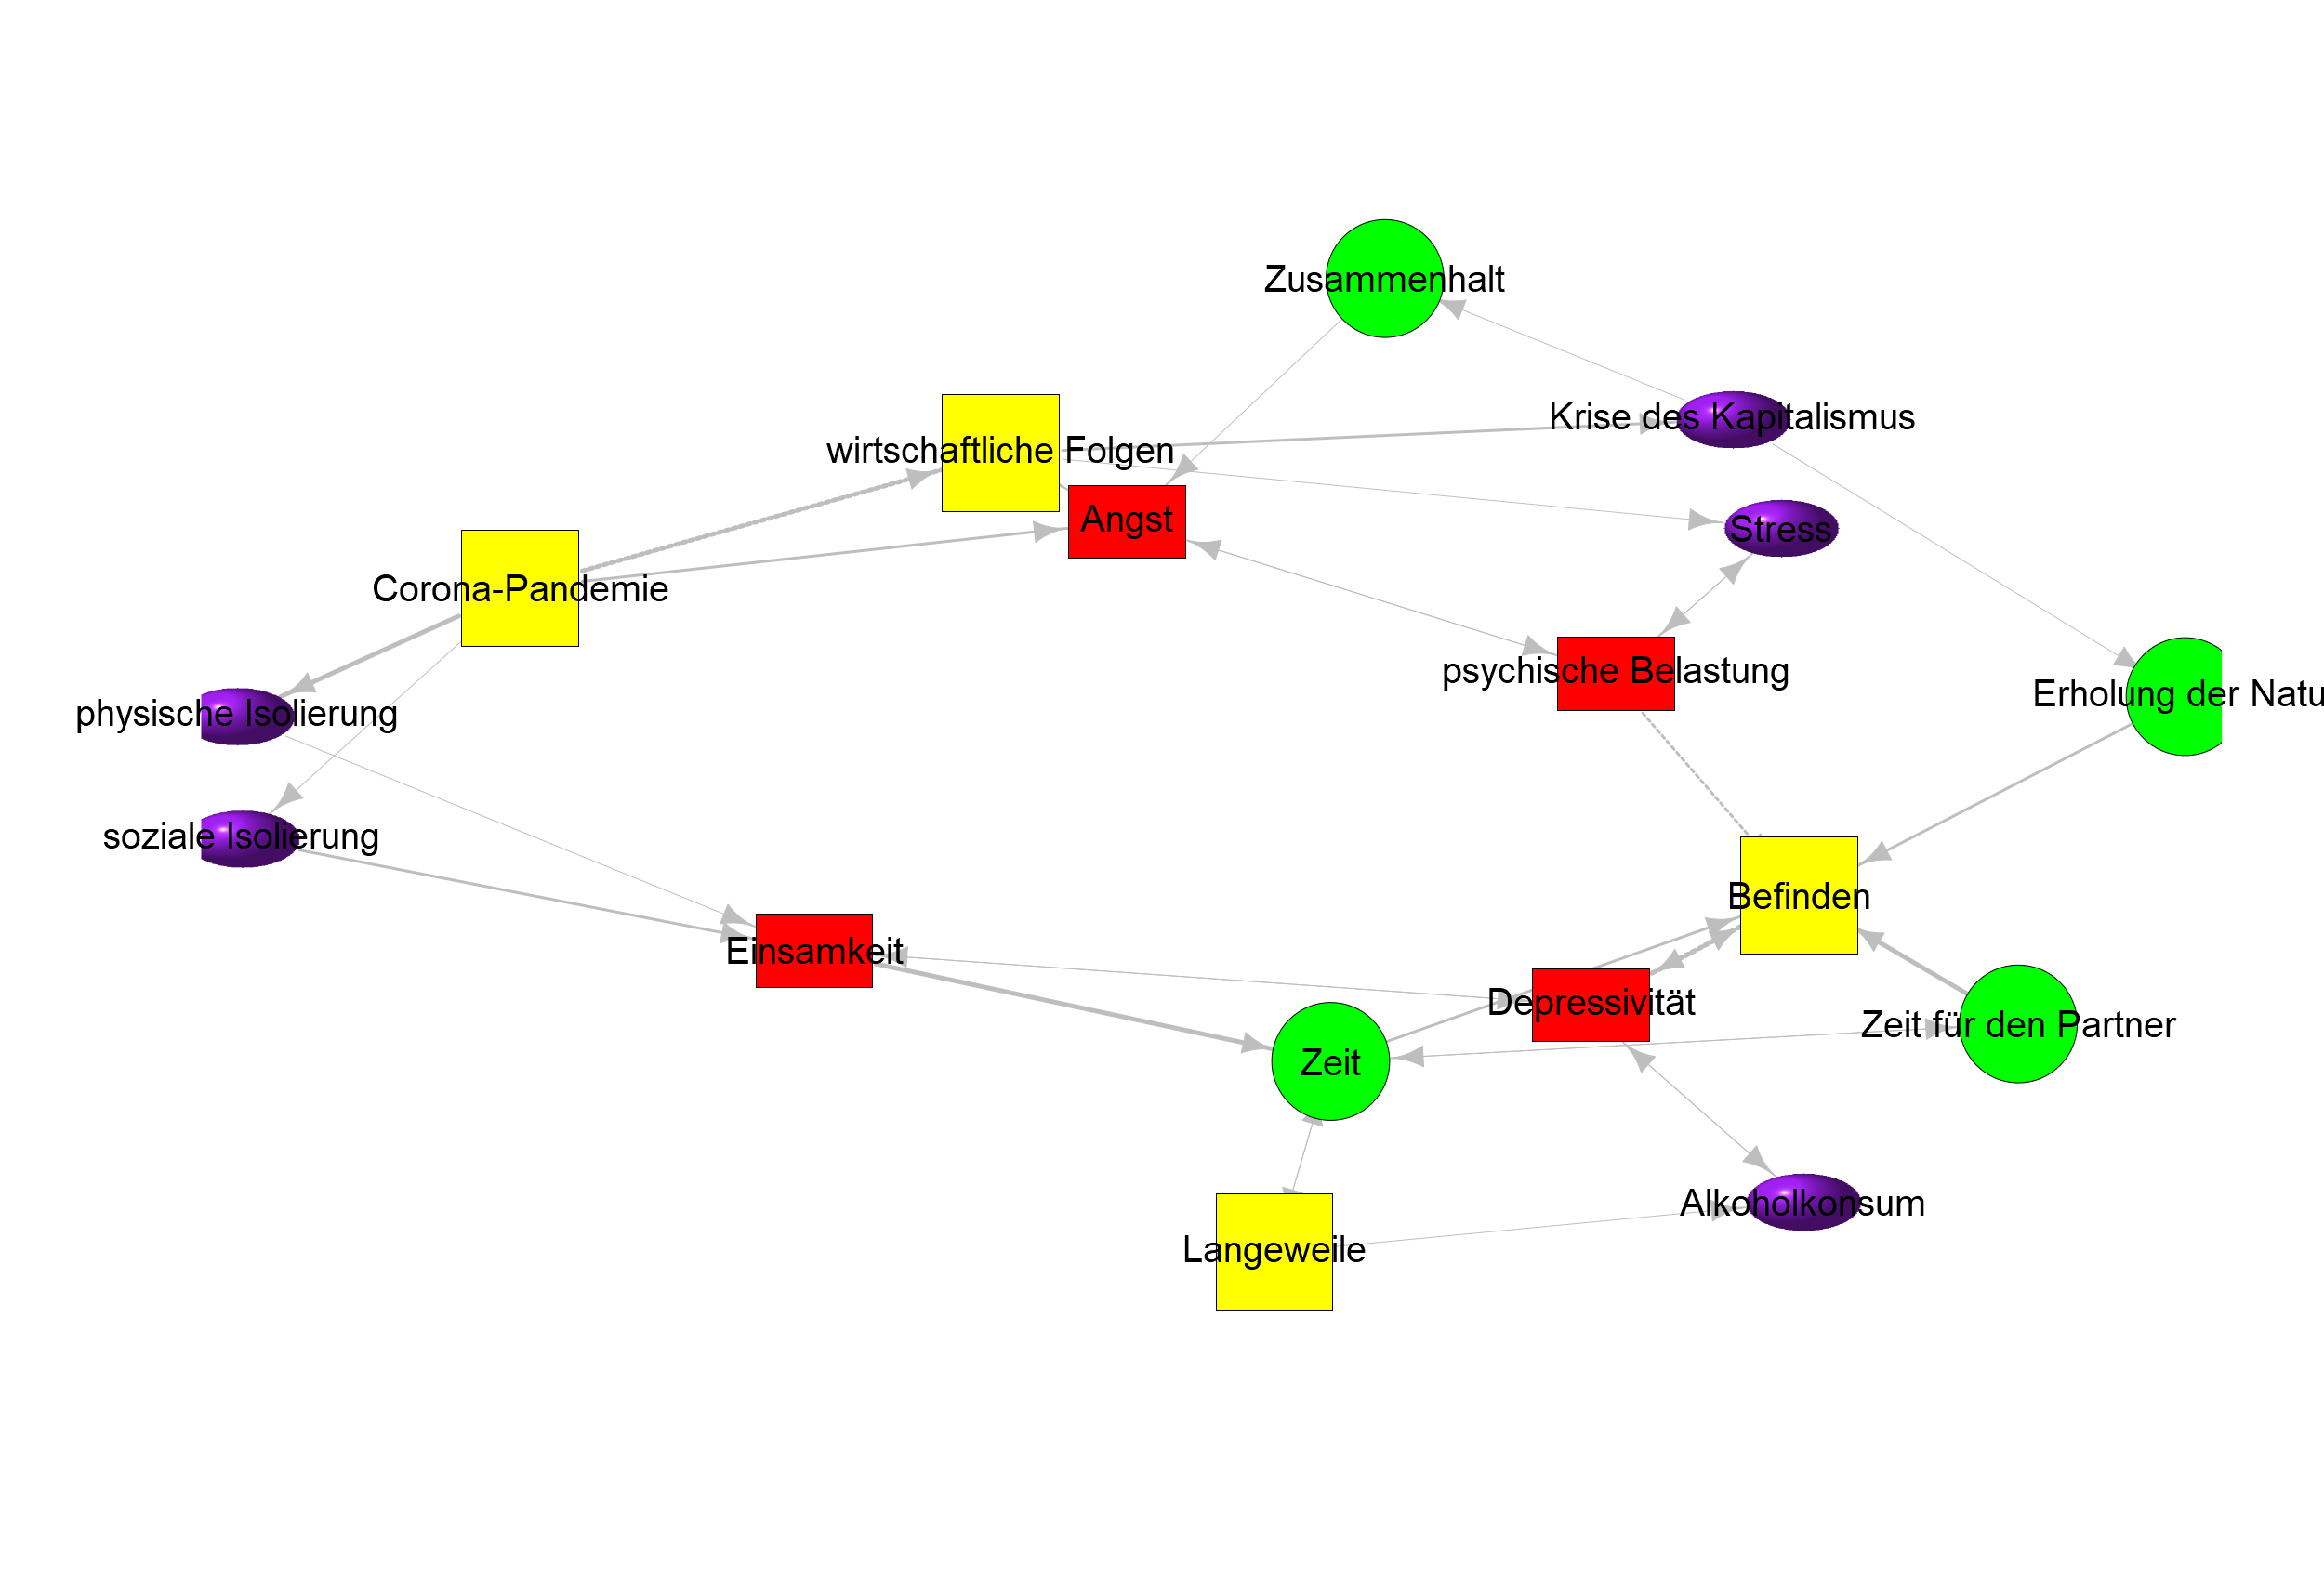 Zusammenhalt
Krise des Kapitalismus
wirtschaftliche Folgen
Angst
Stress
Corona-Pandemie
psychische Belastung
Erholung der Natu
physische Isolierung
soziale Isolierung
Befinden
Einsamkeit
Depressivität
Zeit für den Partner
Zeit
Alkoholkonsum
Langeweile